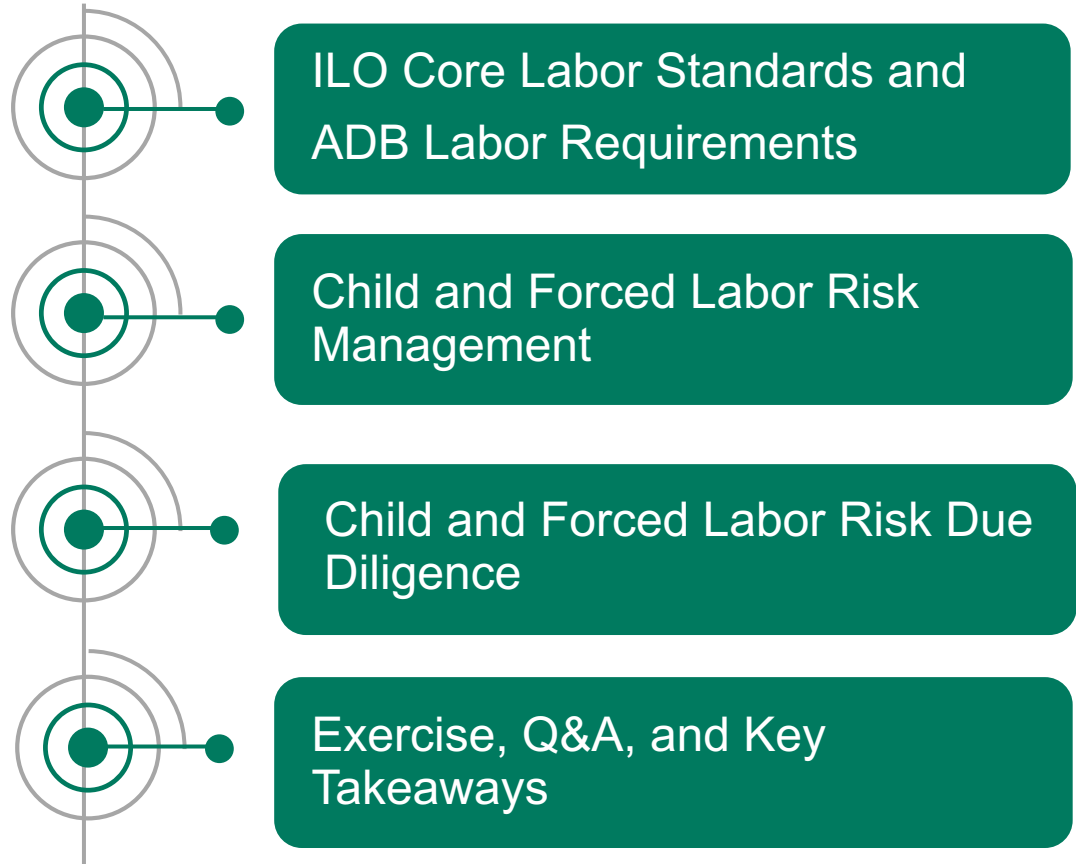 ILO Core Labor Standards and
ADB Labor Requirements
Child and Forced Labor Risk
Management
Child and Forced Labor Risk Due
Diligence
Exercise, Q&A, and Key
Takeaways